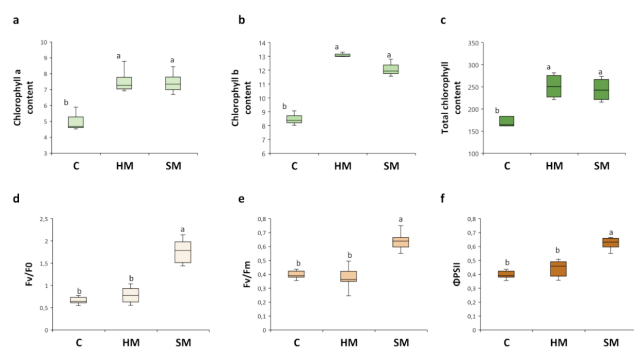 a
b
c
Chlorophyll a content
10
9
8
7
6
5
4
3
b
a
a
C HM SM
Chlorophyll b content
14
13
12
11
10
9
8
7
6
b
a
a
C HM SM
Total chlorophyll content
350
300
250
200
150
100
b
a
a
C HM SM
d
e
f
Fv/F0
2,5
2
1,5
1
0,5
0
b
b
a
C HM SM
Fv/Fm
0,8
0,7
0,6
0,5
0,4
0,3
0,2
0,1
0
b
b
a
C HM SM
ΦPSII
0,8
0,7
0,6
0,5
0,4
0,3
0,2
0,1
0
b
b
a
C HM SM